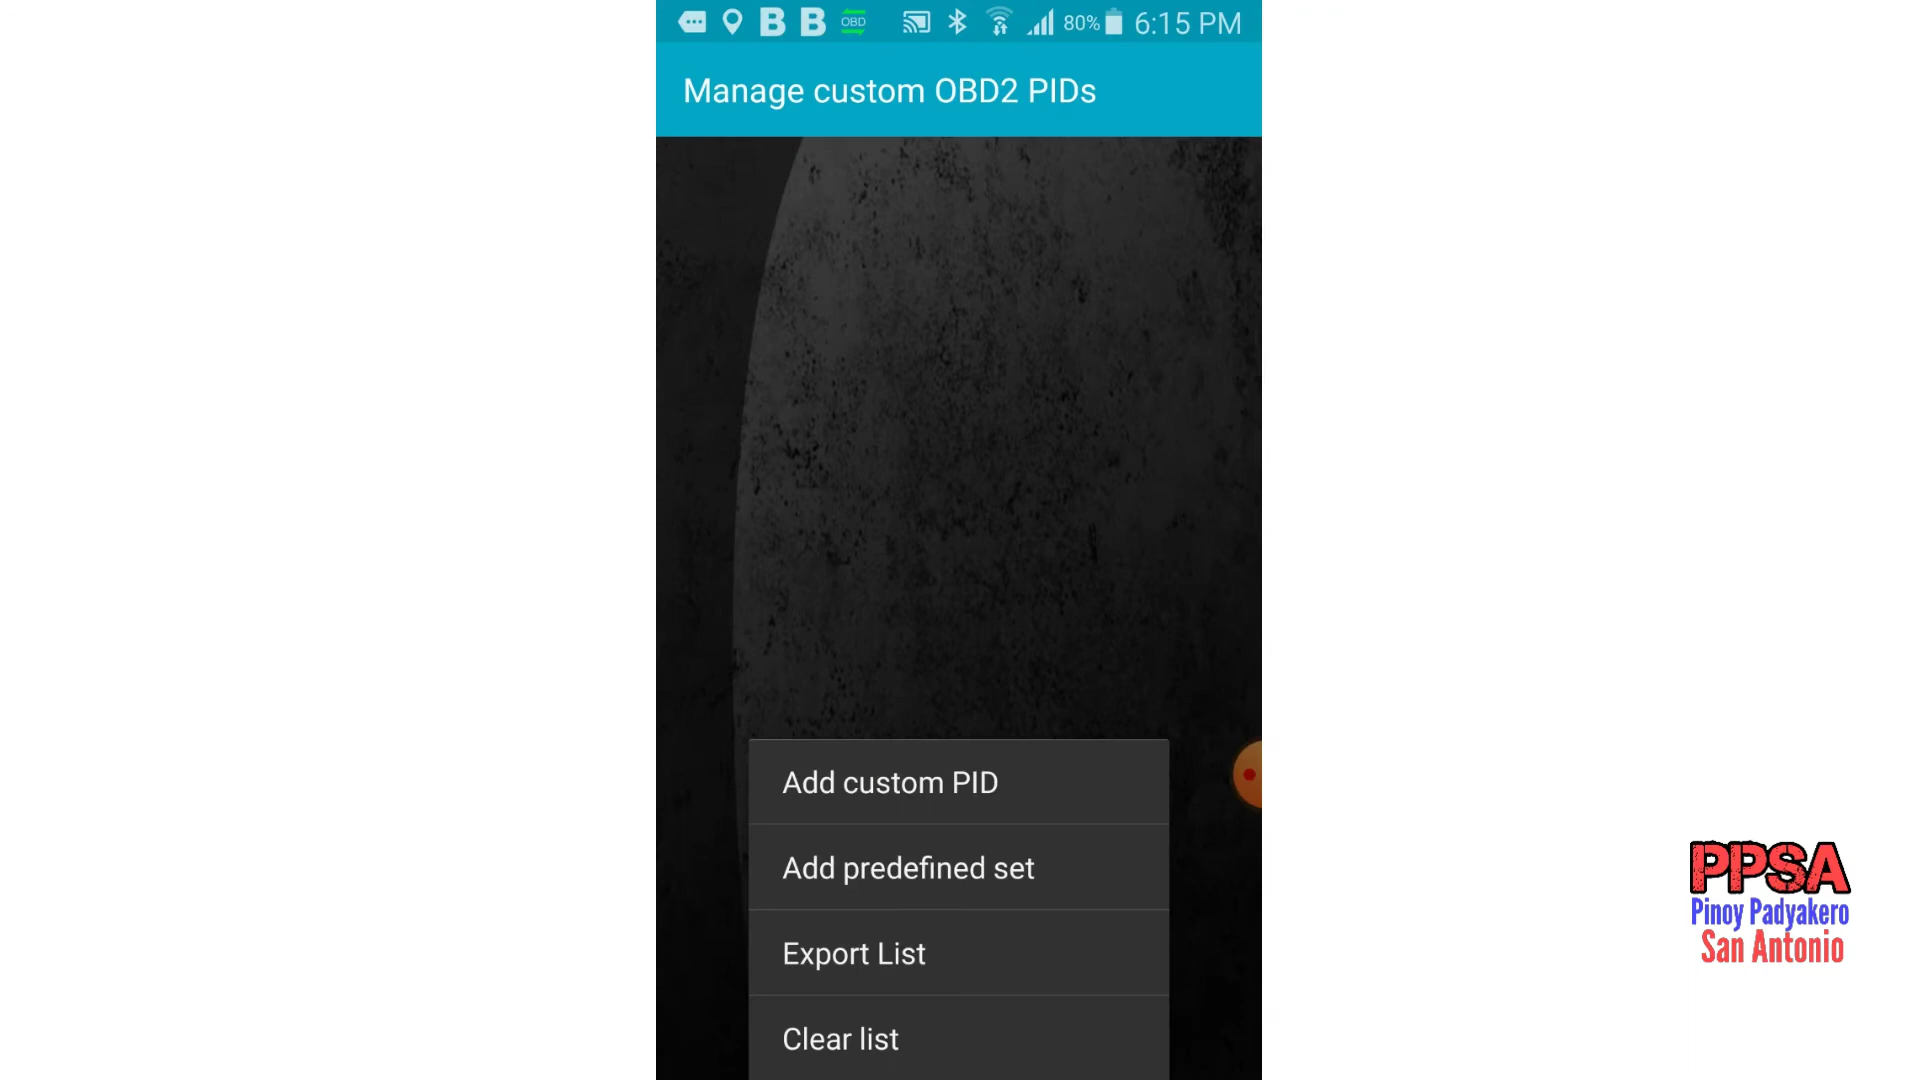 B B OBD 80% 6:15 PM
Manage custom OBD2 PIDs
Add custom PID
Add predefined set
Export List
Clear list
PPSA
Pinoy Padyakero
San Antonio